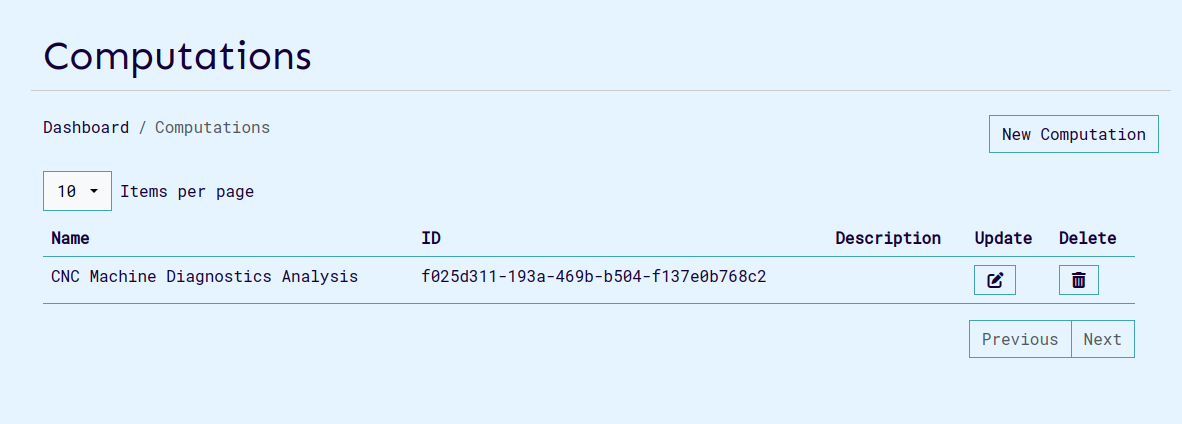 Computations
Dashboard / Computations
New Computation
10 Items per page
Name ID Description Update Delete
CNC Machine Diagnostics Analysis f025d311-193a-469b-b504-f137e0b768c2
Previous Next